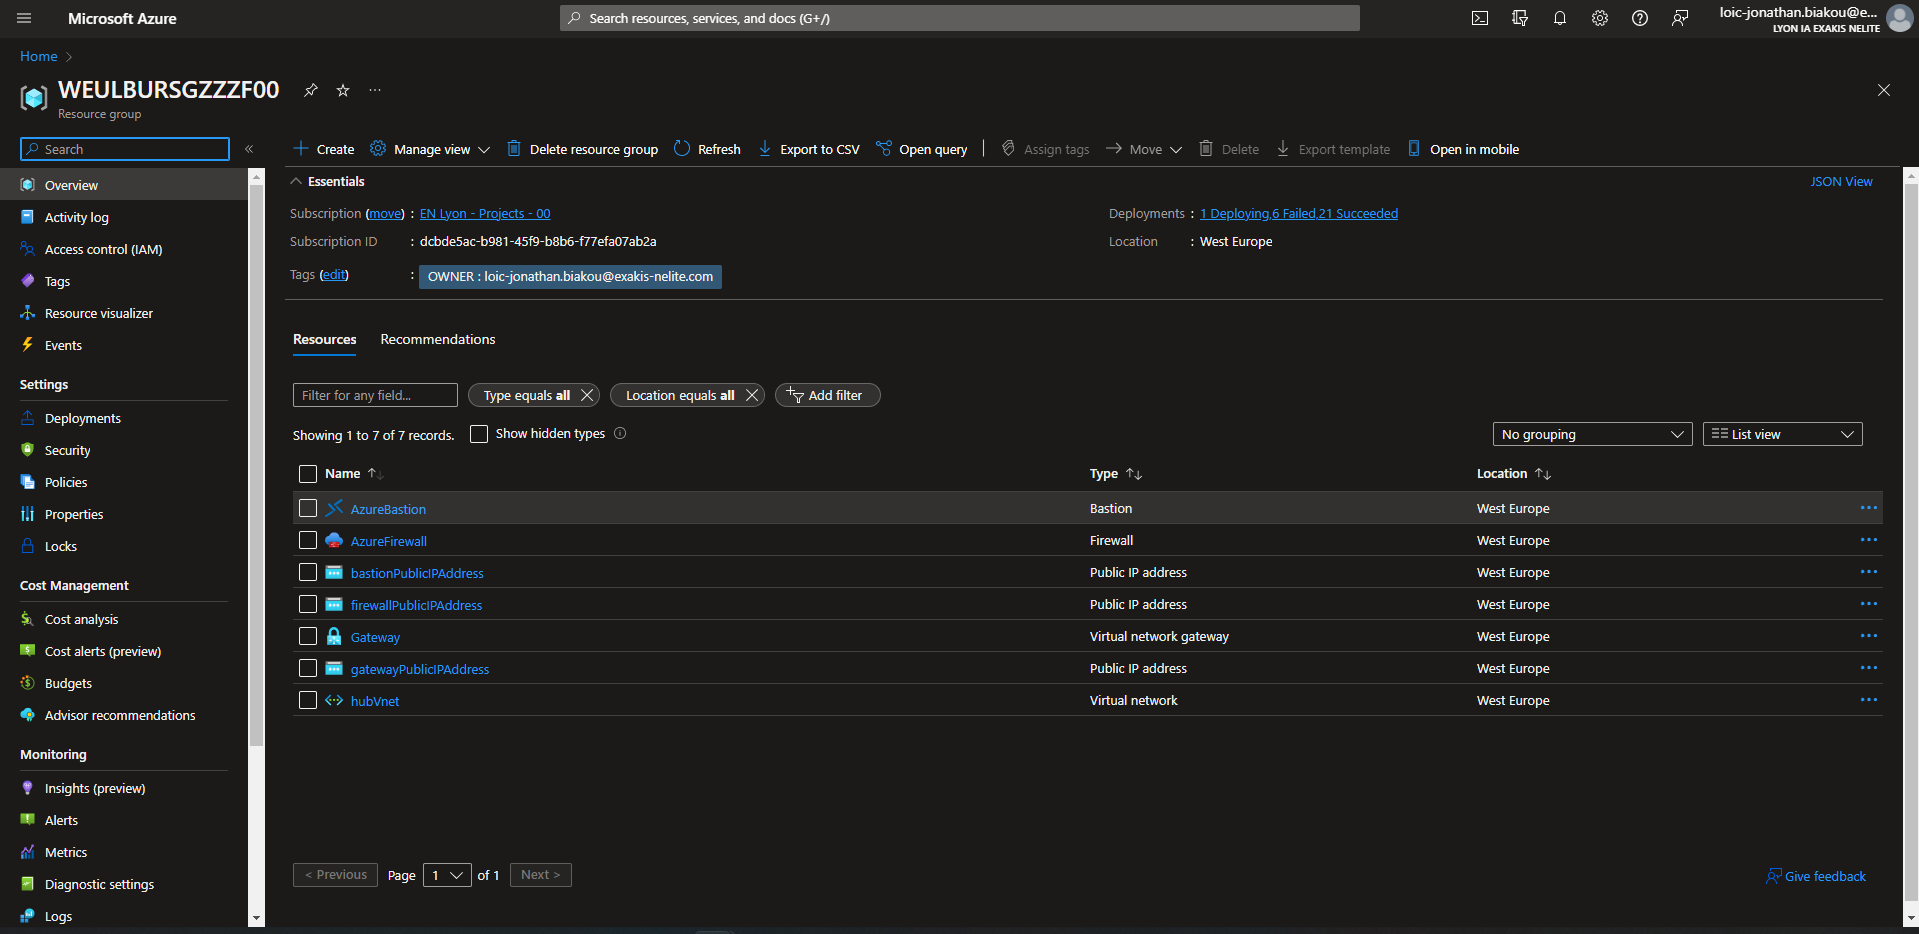 Microsoft Azure
Search resources, services, and docs (G+/)
loic-jonathan.biakou@e...
LYON IA EXAKIS NELITE
Home
WEULBURSGZZZF00
Resource group
Search
Create
Manage view
Delete resource group
Refresh
Export to CSV
Open query
Assign tags
Move
Delete
Export template
Open in mobile
Overview
Activity log
Access control (IAM)
Tags
Resource visualizer
Events
Settings
Deployments
Security
Policies
Properties
Locks
Cost Management
Cost analysis
Cost alerts (preview)
Budgets
Advisor recommendations
Monitoring
Insights (preview)
Alerts
Metrics
Diagnostic settings
Logs
Essentials
JSON View
Subscription (move) : EN Lyon - Projects - 00
Subscription ID : dcbde5ac-b981-45f9-b8b6-f77efa07ab2a
Tags (edit) : OWNER : loic-jonathan.biakou@exakis-nelite.com
Deployments : 1 Deploying,6 Failed,21 Succeeded
Location : West Europe
Resources Recommendations
Filter for any field... Type equals all Location equals all Add filter
Showing 1 to 7 of 7 records. Show hidden types No grouping List view
Name Type Location
AzureBastion Bastion West Europe
AzureFirewall Firewall West Europe
bastionPublicIPAddress Public IP address West Europe
firewallPublicIPAddress Public IP address West Europe
Gateway Virtual network gateway West Europe
gatewayPublicIPAddress Public IP address West Europe
hubVnet Virtual network West Europe
< Previous Page 1 of 1 Next >
Give feedback